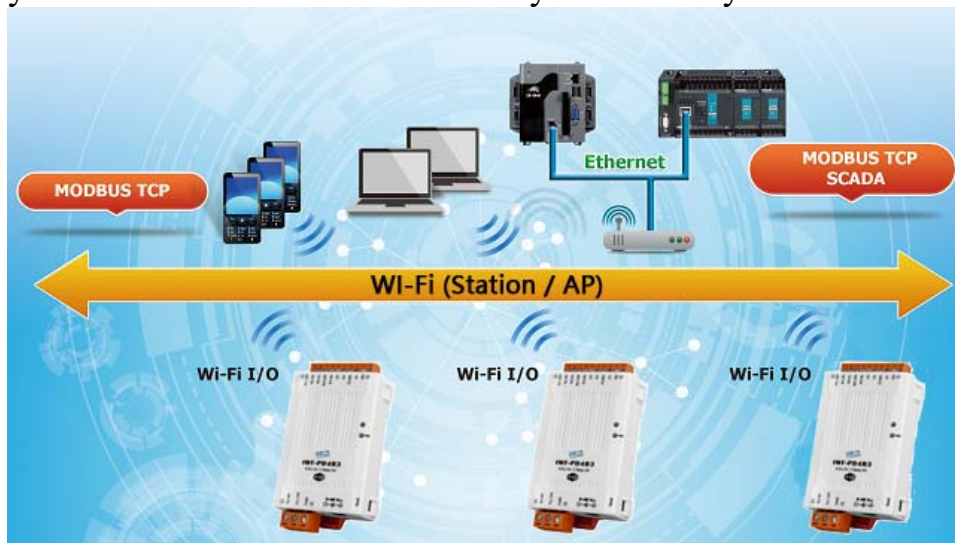 Ethernet
MODBUS TCP
MODBUS TCP
SCADA
WI-Fi (Station / AP)
Wi-Fi I/O
Wi-Fi I/O
Wi-Fi I/O